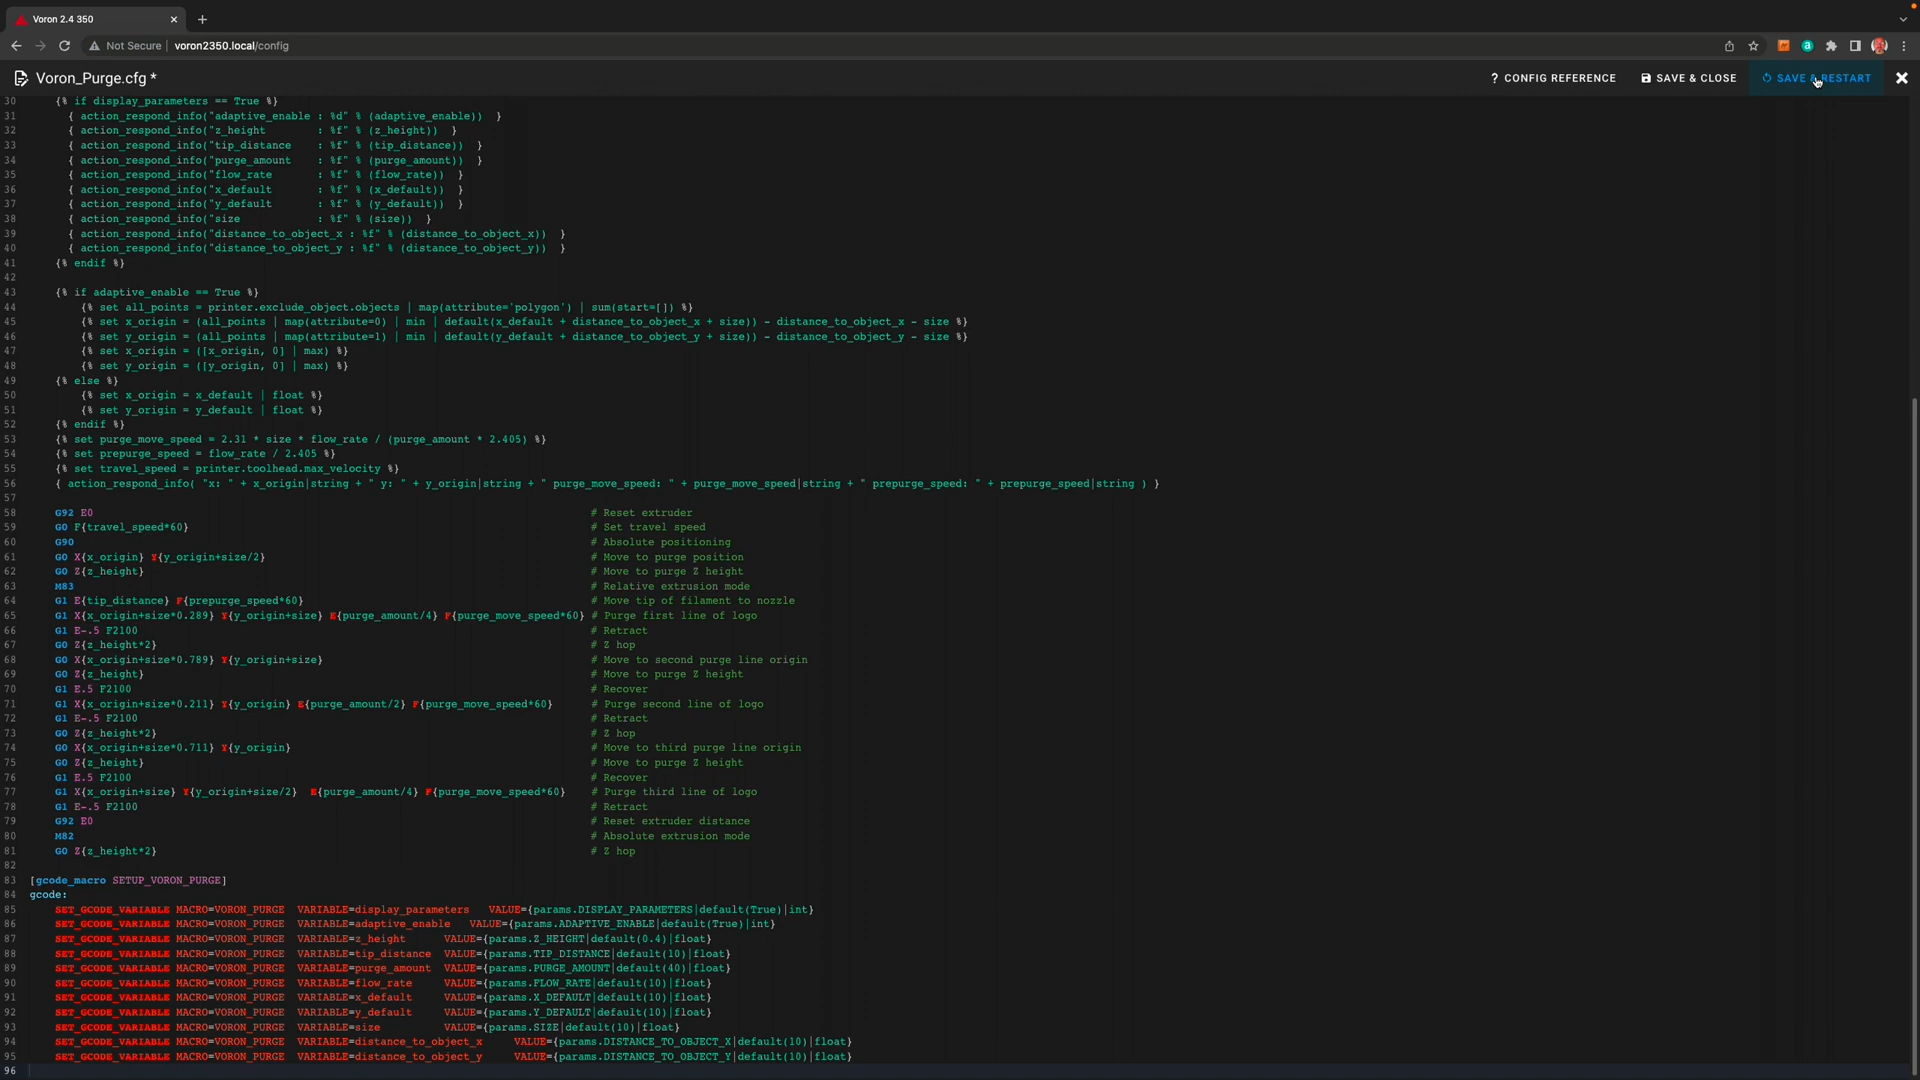 Voron 2.4 350
Not Secure | voron2350.local/config
Voron_Purge.cfg *
? CONFIG REFERENCE
SAVE & CLOSE
SAVE & RESTART
30 {% if display_parameters == True %}
31 { action_respond_info("adaptive_enable : %d" % (adaptive_enable)) }
32 { action_respond_info("z_height : %f" % (z_height)) }
33 { action_respond_info("tip_distance : %f" % (tip_distance)) }
34 { action_respond_info("purge_amount : %f" % (purge_amount)) }
35 { action_respond_info("flow_rate : %f" % (flow_rate)) }
36 { action_respond_info("x_default : %f" % (x_default)) }
37 { action_respond_info("y_default : %f" % (y_default)) }
38 { action_respond_info("size : %f" % (size)) }
39 { action_respond_info("distance_to_object_x : %f" % (distance_to_object_x)) }
40 { action_respond_info("distance_to_object_y : %f" % (distance_to_object_y)) }
41 {% endif %}
42
43 {% if adaptive_enable == True %}
44 {% set all_points = printer.exclude_object.objects | map(attribute='polygon') | sum(start=[]) %}
45 {% set x_origin = (all_points | map(attribute=0) | min | default(x_default + distance_to_object_x + size)) - distance_to_object_x - size %}
46 {% set y_origin = (all_points | map(attribute=1) | min | default(y_default + distance_to_object_y + size)) - distance_to_object_y - size %}
47 {% set x_origin = ([x_origin, 0] | max) %}
48 {% set y_origin = ([y_origin, 0] | max) %}
49 {% else %}
50 {% set x_origin = x_default | float %}
51 {% set y_origin = y_default | float %}
52 {% endif %}
53 {% set purge_move_speed = 2.31 * size * flow_rate / (purge_amount * 2.405) %}
54 {% set prepurge_speed = flow_rate / 2.405 %}
55 {% set travel_speed = printer.toolhead.max_velocity %}
56 { action_respond_info( "x: " + x_origin|string + " y: " + y_origin|string + " purge_move_speed: " + purge_move_speed|string + " prepurge_speed: " + prepurge_speed|string ) }
57
58 G92 E0 # Reset extruder
59 G0 F{travel_speed*60} # Set travel speed
60 G90 # Absolute positioning
61 G0 X{x_origin} Y{y_origin+size/2} # Move to purge position
62 G0 Z{z_height} # Move to purge Z height
63 M83 # Relative extrusion mode
64 G1 E{tip_distance} F{prepurge_speed*60} # Move tip of filament to nozzle
65 G1 X{x_origin+size*0.289} Y{y_origin+size} E{purge_amount/4} F{purge_move_speed*60} # Purge first line of logo
66 G1 E-.5 F2100 # Retract
67 G0 Z{z_height*2} # Z hop
68 G0 X{x_origin+size*0.789} Y{y_origin+size} # Move to second purge line origin
69 G0 Z{z_height} # Move to purge Z height
70 G1 E.5 F2100 # Recover
71 G1 X{x_origin+size*0.211} Y{y_origin} E{purge_amount/2} F{purge_move_speed*60} # Purge second line of logo
72 G1 E-.5 F2100 # Retract
73 G0 Z{z_height*2} # Z hop
74 G0 X{x_origin+size*0.711} Y{y_origin} # Move to third purge line origin
75 G0 Z{z_height} # Move to purge Z height
76 G1 E.5 F2100 # Recover
77 G1 X{x_origin+size} Y{y_origin+size/2} E{purge_amount/4} F{purge_move_speed*60} # Purge third line of logo
78 G1 E-.5 F2100 # Retract
79 G92 E0 # Reset extruder distance
80 M82 # Absolute extrusion mode
81 G0 Z{z_height*2} # Z hop
82
83 [gcode_macro SETUP_VORON_PURGE]
84 gcode:
85 SET_GCODE_VARIABLE MACRO=VORON_PURGE VARIABLE=display_parameters VALUE={params.DISPLAY_PARAMETERS|default(True)|int}
86 SET_GCODE_VARIABLE MACRO=VORON_PURGE VARIABLE=adaptive_enable VALUE={params.ADAPTIVE_ENABLE|default(True)|int}
87 SET_GCODE_VARIABLE MACRO=VORON_PURGE VARIABLE=z_height VALUE={params.Z_HEIGHT|default(0.4)|float}
88 SET_GCODE_VARIABLE MACRO=VORON_PURGE VARIABLE=tip_distance VALUE={params.TIP_DISTANCE|default(10)|float}
89 SET_GCODE_VARIABLE MACRO=VORON_PURGE VARIABLE=purge_amount VALUE={params.PURGE_AMOUNT|default(40)|float}
90 SET_GCODE_VARIABLE MACRO=VORON_PURGE VARIABLE=flow_rate VALUE={params.FLOW_RATE|default(10)|float}
91 SET_GCODE_VARIABLE MACRO=VORON_PURGE VARIABLE=x_default VALUE={params.X_DEFAULT|default(10)|float}
92 SET_GCODE_VARIABLE MACRO=VORON_PURGE VARIABLE=y_default VALUE={params.Y_DEFAULT|default(10)|float}
93 SET_GCODE_VARIABLE MACRO=VORON_PURGE VARIABLE=size VALUE={params.SIZE|default(10)|float}
94 SET_GCODE_VARIABLE MACRO=VORON_PURGE VARIABLE=distance_to_object_x VALUE={params.DISTANCE_TO_OBJECT_X|default(10)|float}
95 SET_GCODE_VARIABLE MACRO=VORON_PURGE VARIABLE=distance_to_object_y VALUE={params.DISTANCE_TO_OBJECT_Y|default(10)|float}
96